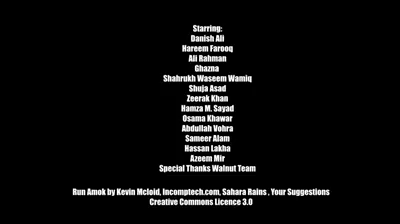 Starring:
Danish Ali
Hareem Farooq
Ali Rahman
Ghazna
Shahrukh Waseem Wamiq
Shuja Asad
Zeerak Khan
Hamza M. Sayad
Osama Khawar
Abdullah Vohra
Sameer Alam
Hassan Lakha
Azeem Mir
Special Thanks Walnut Team
Run Amok by Kevin Mcloid, Incomptech.com, Sahara Rains , Your Suggestions
Creative Commons Licence 3.0